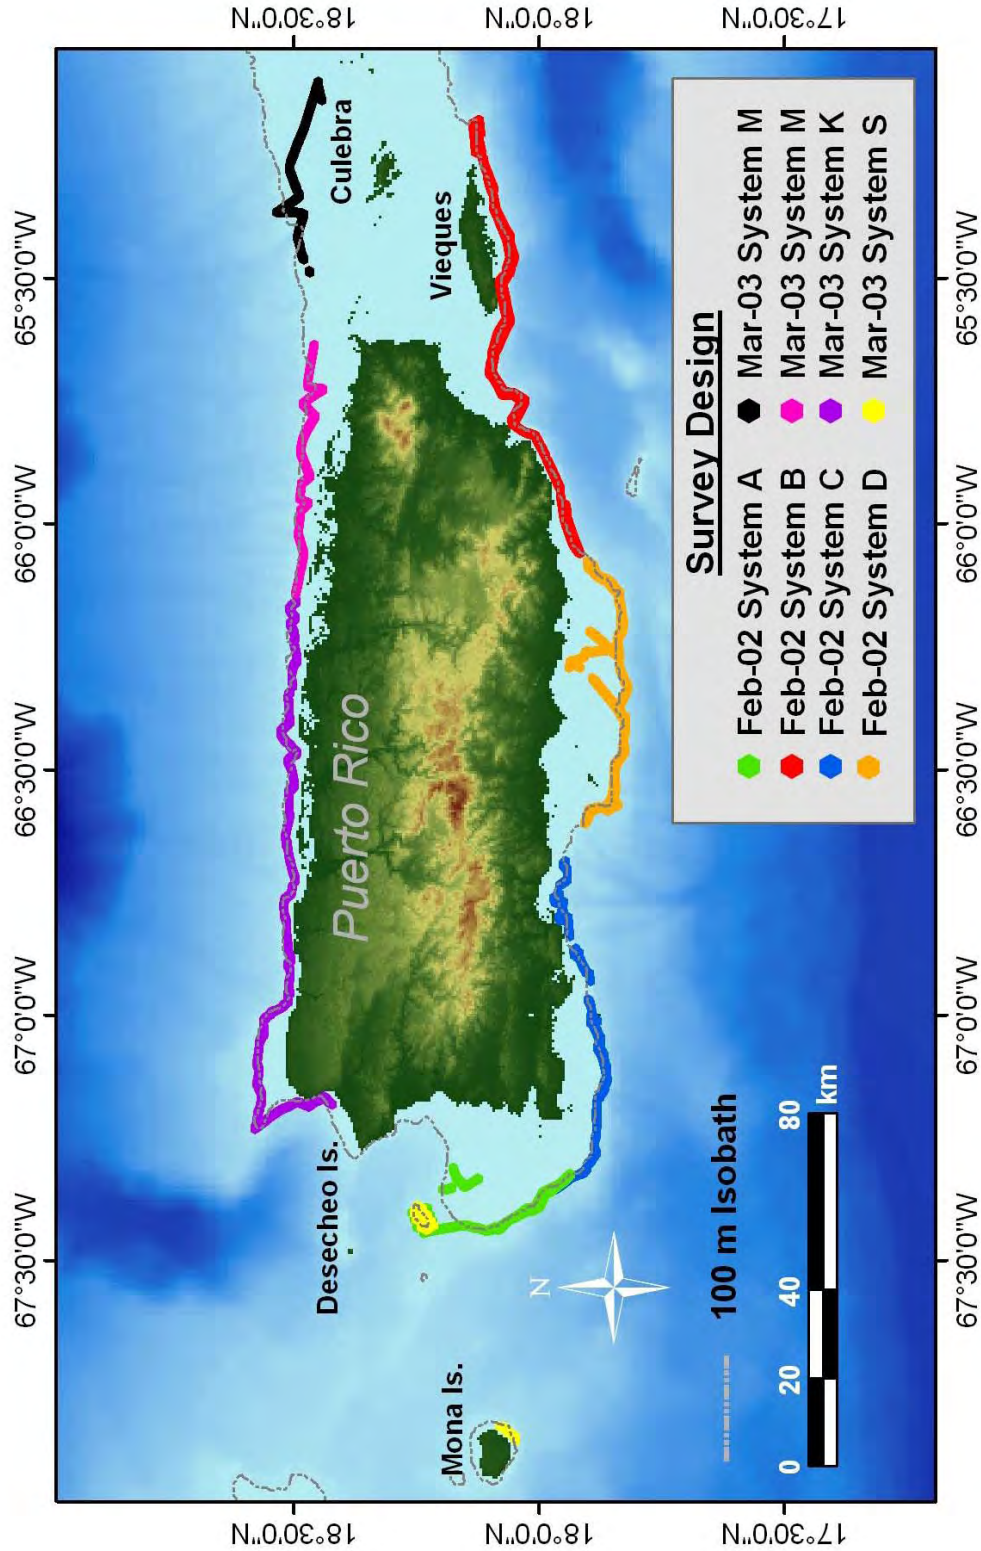 67°30'0"W 67°0'0"W 66°30'0"W 66°0'0"W 65°30'0"W
18°30'0"N 18°30'0"N
Desecheo Is.
Puerto Rico
Culebra
Mona Is.
Vieques
18°0'0"N 18°0'0"N
N
Survey Design
100 m Isobath
Feb-02 System A Mar-03 System M
Feb-02 System B Mar-03 System M
Feb-02 System C Mar-03 System K
Feb-02 System D Mar-03 System S
0 20 40 80
km
17°30'0"N 17°30'0"N
67°30'0"W 67°0'0"W 66°30'0"W 66°0'0"W 65°30'0"W